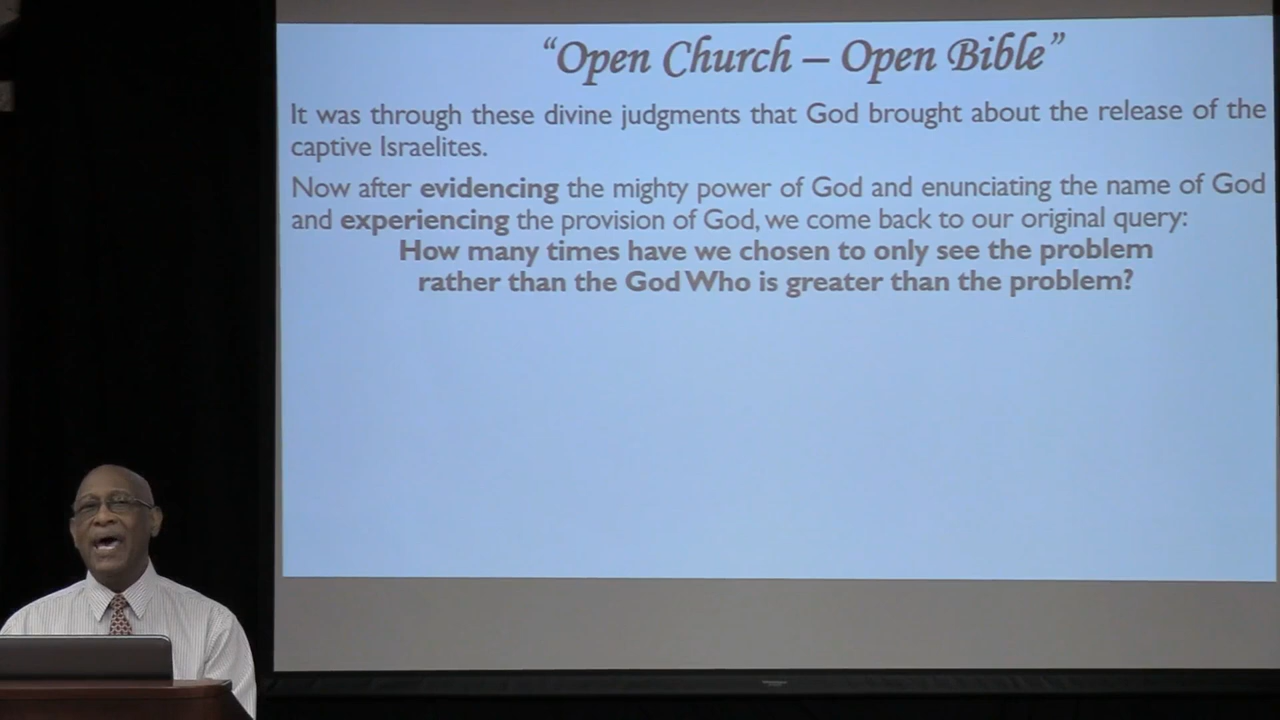 “Open Church – Open Bible”
It was through these divine judgments that God brought about the release of the
captive Israelites.
Now after evidencing the mighty power of God and enunciating the name of God
and experiencing the provision of God, we come back to our original query:
How many times have we chosen to only see the problem
rather than the God Who is greater than the problem?